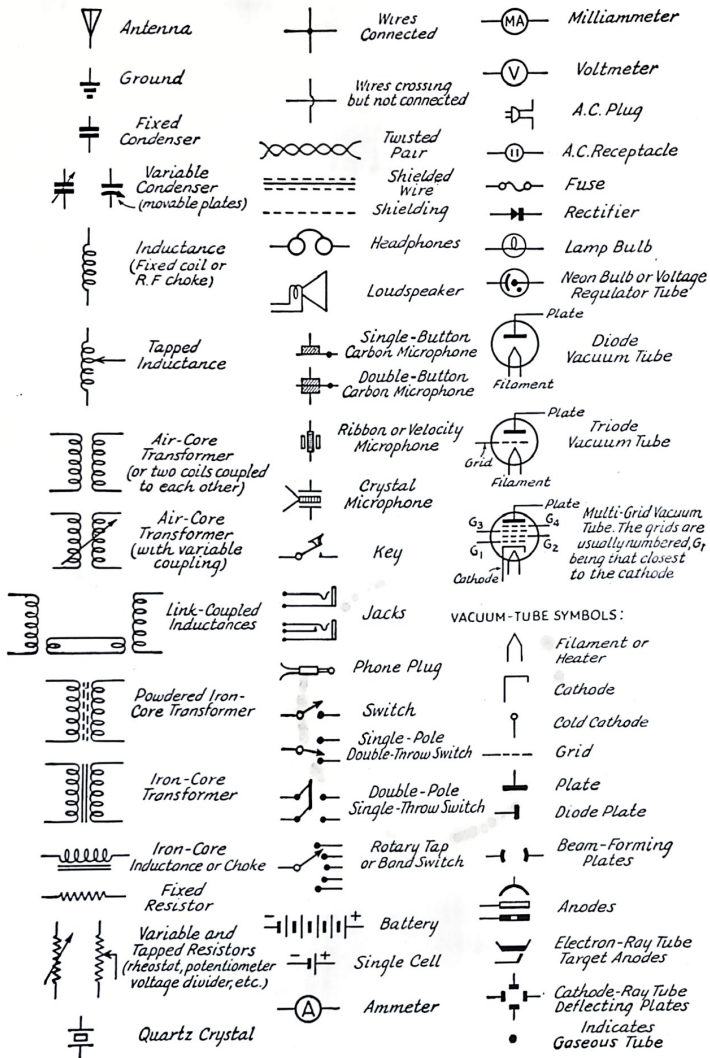 Antenna
Ground
Fixed
Condenser
Variable
Condenser
(movable plates)
Inductance
(Fixed coil or
R.F choke)
Tapped
Inductance
Air-Core
Transformer
(or two coils coupled
to each other)
Air-Core
Transformer
(with variable
coupling)
Link-Coupled
Inductances
Powdered Iron-
Core Transformer
Iron-Core
Transformer
Iron-Core
Inductance or Choke
Fixed
Resistor
Variable and
Tapped Resistors
(rheostat, potentiometer
voltage divider, etc.)
Quartz Crystal
Wires
Connected
Wires crossing
but not connected
Twisted
Pair
Shielded
Wire
Shielding
Headphones
Loudspeaker
Single-Button
Carbon Microphone
Double-Button
Carbon Microphone
Ribbon or Velocity
Microphone
Crystal
Microphone
Key
Jacks
Phone Plug
Switch
Single-Pole
Double-Throw Switch
Double-Pole
Single-Throw Switch
Rotary Tap
or Band Switch
- +
Battery
- +
Single Cell
A
Ammeter
MA
Milliammeter
V
Voltmeter
A.C. Plug
A.C. Receptacle
Fuse
Rectifier
Lamp Bulb
Neon Bulb or Voltage
Regulator Tube
Plate
Diode
Vacuum Tube
Filament
Plate
Triode
Vacuum Tube
Grid
Filament
Plate
G3 G4
G1 G2
Cathode
Multi-Grid Vacuum
Tube. The grids are
usually numbered, G1
being that closest
to the cathode
VACUUM-TUBE SYMBOLS:
Filament or
Heater
Cathode
Cold Cathode
Grid
Plate
Diode Plate
Beam-Forming
Plates
Anodes
Electron-Ray Tube
Target Anodes
Cathode-Ray Tube
Deflecting Plates
Indicates
Gaseous Tube